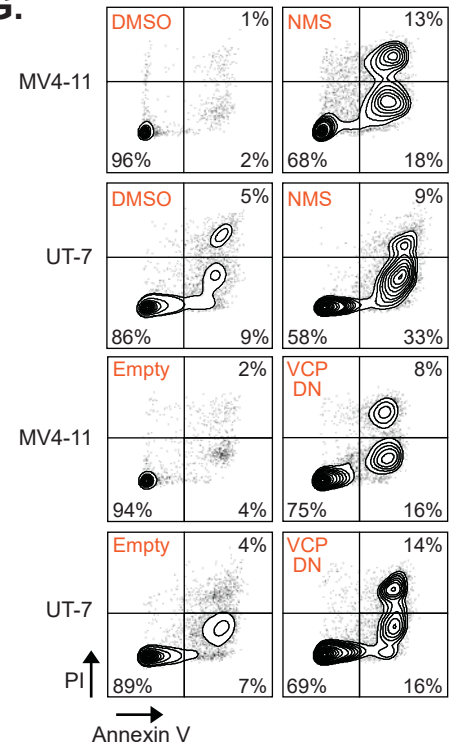 G.
DMSO 1% NMS 13%
MV4-11
96% 2% 68% 18%
DMSO 5% NMS 9%
UT-7
86% 9% 58% 33%
Empty 2% VCP 8%
DN
MV4-11
94% 4% 75% 16%
Empty 4% VCP 14%
DN
UT-7
PI
89% 7% 69% 16%
Annexin V